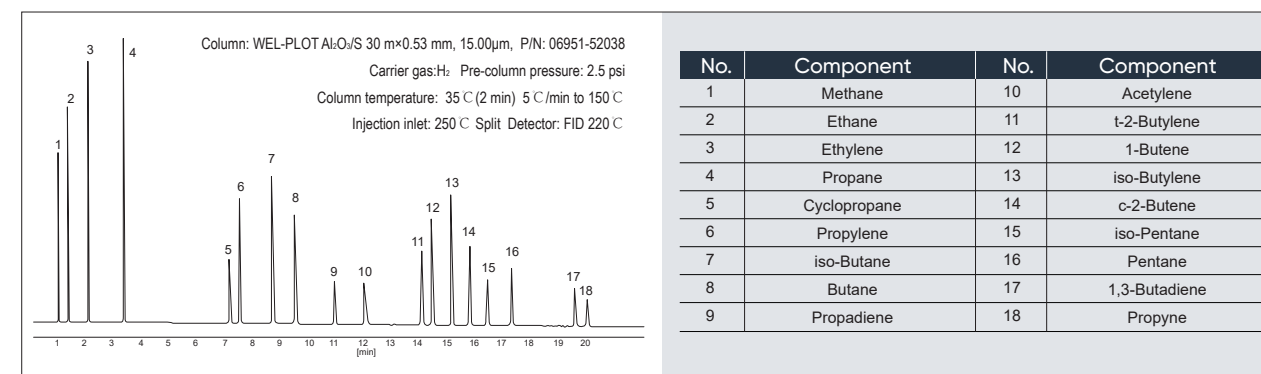 Column: WEL-PLOT Al₂O₃/S 30 m×0.53 mm, 15.00μm, P/N: 06951-52038
Carrier gas:H₂ Pre-column pressure: 2.5 psi
Column temperature: 35℃(2 min) 5℃/min to 150℃
Injection inlet: 250℃ Split Detector: FID 220℃
1
2
3
4
5
6
7
8
9
10
11
12
13
14
15
16
17
18
1 2 3 4 5 6 7 8 9 10 11 12 13 14 15 16 17 18 19 20
[min]
No. Component No. Component
1 Methane 10 Acetylene
2 Ethane 11 t-2-Butylene
3 Ethylene 12 1-Butene
4 Propane 13 iso-Butylene
5 Cyclopropane 14 c-2-Butene
6 Propylene 15 iso-Pentane
7 iso-Butane 16 Pentane
8 Butane 17 1,3-Butadiene
9 Propadiene 18 Propyne